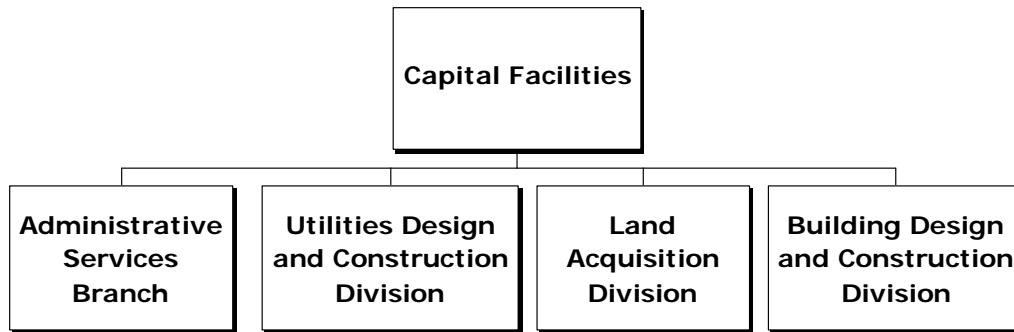 Capital Facilities
Administrative
Services
Branch
Utilities Design
and Construction
Division
Land
Acquisition
Division
Building Design
and Construction
Division